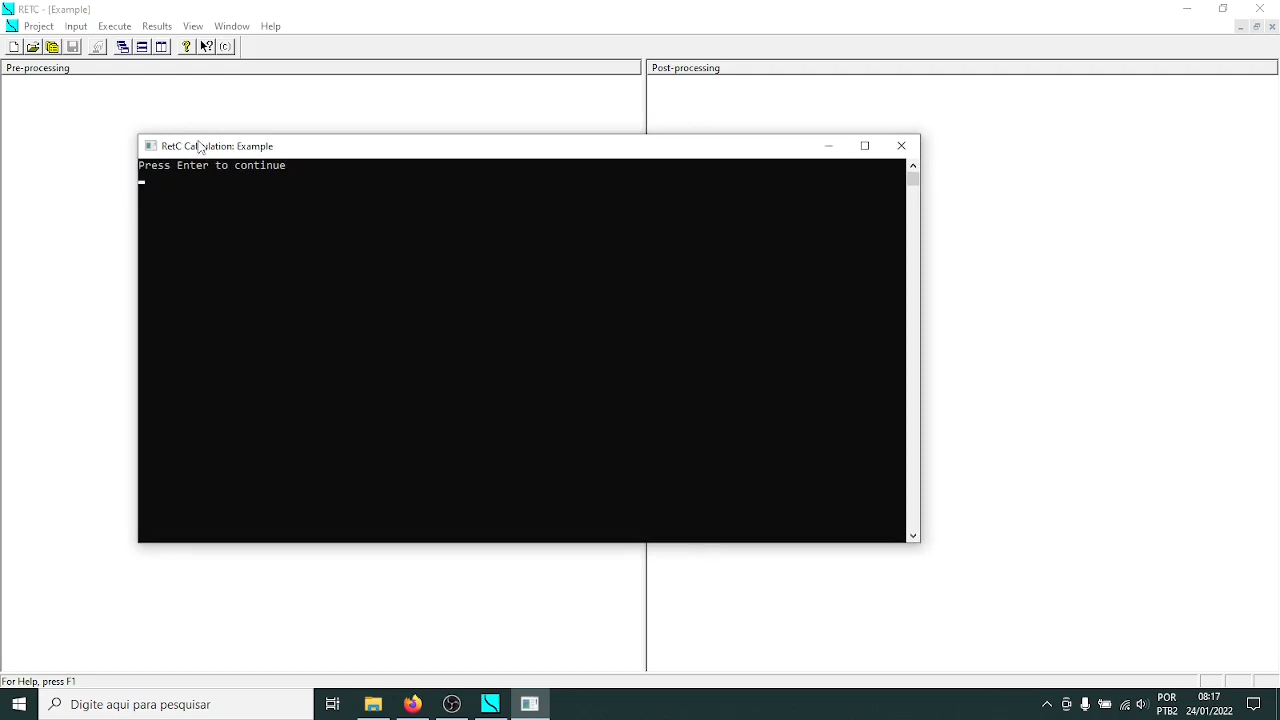 RETC - [Example]
Project Input Execute Results View Window Help
Pre-processing
Post-processing
RetC Calculation: Example
Press Enter to continue
For Help, press F1
Digite aqui para pesquisar
POR
PTB2
08:17
24/01/2022